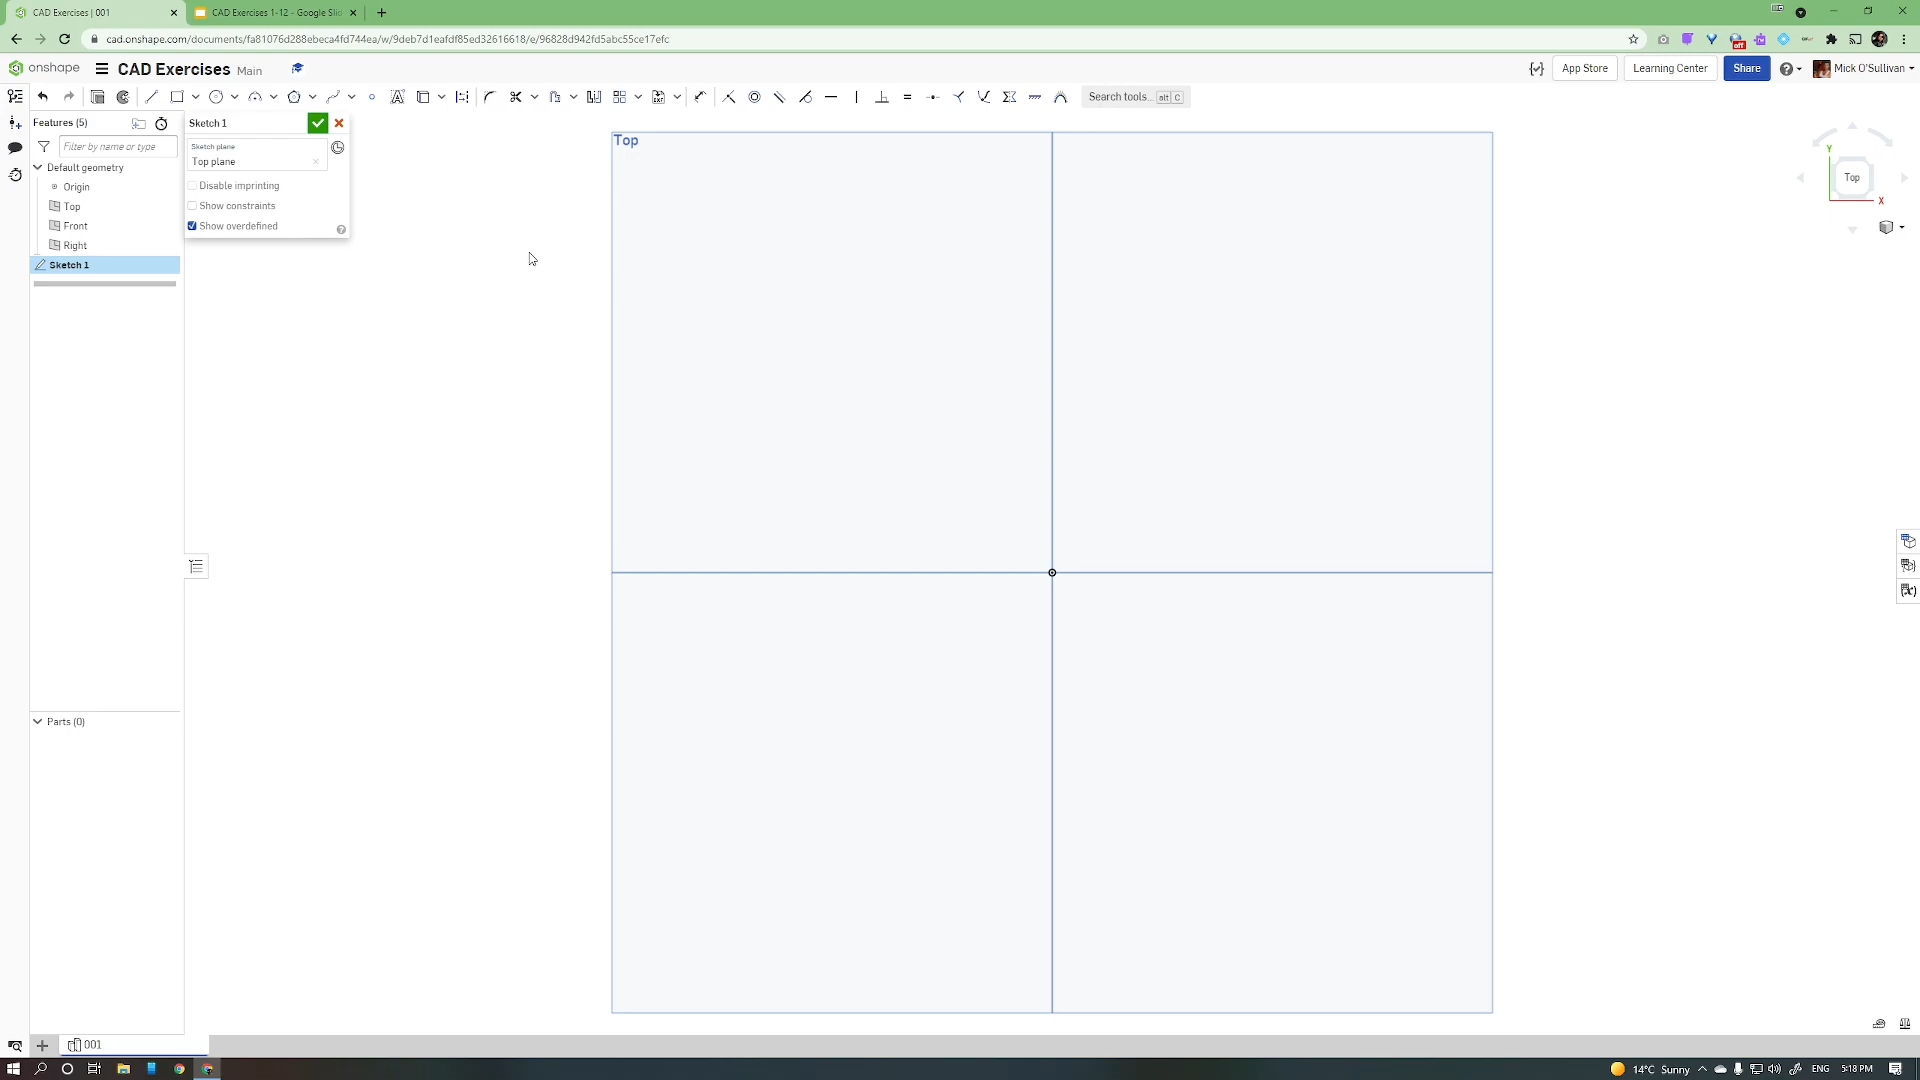 CAD Exercises | 001
CAD Exercises 1-12 - Google Slid
cad.onshape.com/documents/fa81076d288ebeca4fd744ea/w/9deb7d1eafdf85ed32616618/e/96828d942fd5abc55ce17efc
off
onshape
CAD Exercises Main
App Store
Learning Center
Share
Mick O'Sullivan
Search tools... alt C
Features (5)
Filter by name or type
Default geometry
Origin
Top
Front
Right
Sketch 1
Sketch 1
Sketch plane
Top plane
Disable imprinting
Show constraints
Show overdefined
Top
Y
Top
X
Parts (0)
001
14°C Sunny
ENG
5:18 PM